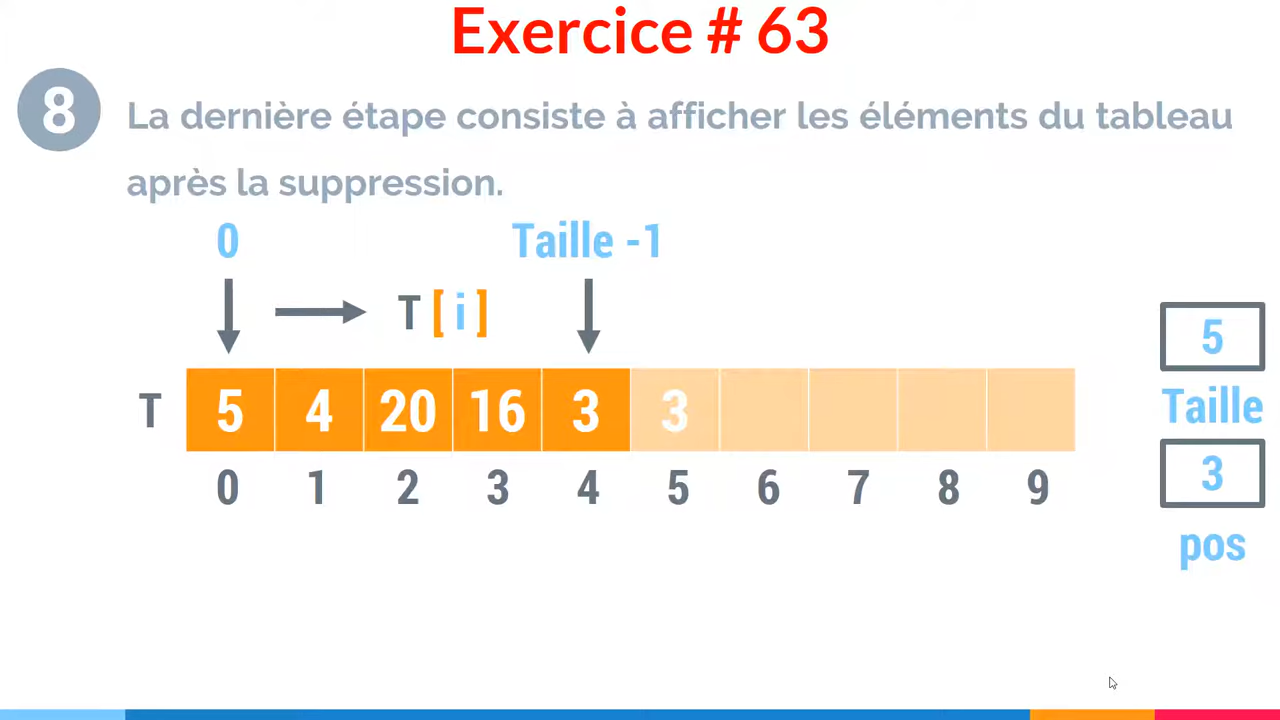 Exercice # 63
8 La dernière étape consiste à afficher les éléments du tableau
après la suppression.
0 Taille -1
T [ i ]
5
T 5 4 20 16 3 3
Taille
0 1 2 3 4 5 6 7 8 9
3
pos